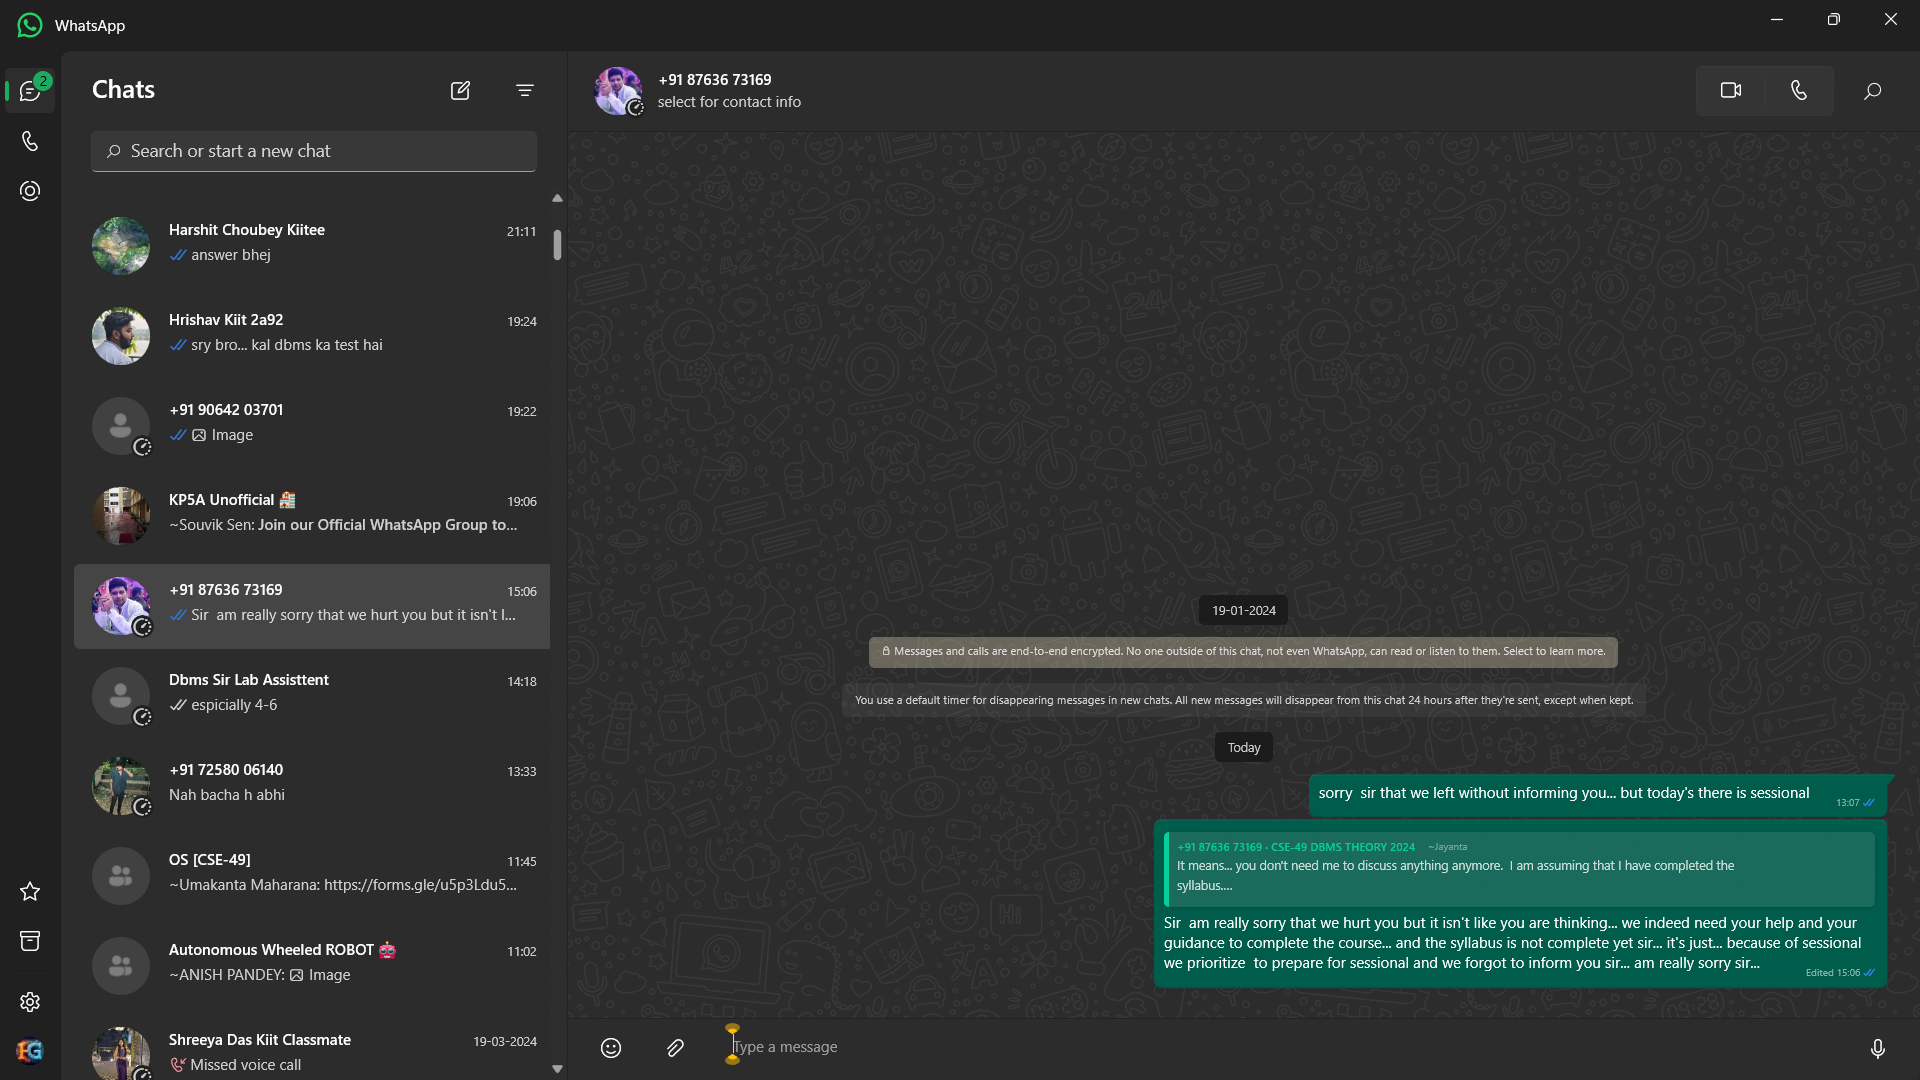 WhatsApp
2
Chats
Search or start a new chat
Harshit Choubey Kiitee
21:11
answer bhej
Hrishav Kiit 2a92
19:24
sry bro... kal dbms ka test hai
+91 90642 03701
19:22
Image
KP5A Unofficial 🏪
19:06
~Souvik Sen: Join our Official WhatsApp Group to...
+91 87636 73169
15:06
Sir  am really sorry that we hurt you but it isn't l...
Dbms Sir Lab Assisttent
14:18
espicially 4-6
+91 72580 06140
13:33
Nah bacha h abhi
OS [CSE-49]
11:45
~Umakanta Maharana: https://forms.gle/u5p3Ldu5...
Autonomous Wheeled ROBOT 🤖
11:02
~ANISH PANDEY: Image
Shreeya Das Kiit Classmate
19-03-2024
Missed voice call
+91 87636 73169
select for contact info
19-01-2024
Messages and calls are end-to-end encrypted. No one outside of this chat, not even WhatsApp, can read or listen to them. Select to learn more.
You use a default timer for disappearing messages in new chats. All new messages will disappear from this chat 24 hours after they're sent, except when kept.
Today
sorry  sir that we left without informing you... but today's there is sessional
13:07
+91 87636 73169 · CSE-49 DBMS THEORY 2024 ~Jayanta
It means... you don't need me to discuss anything anymore.  I am assuming that I have completed the
syllabus....
Sir  am really sorry that we hurt you but it isn't like you are thinking... we indeed need your help and your
guidance to complete the course... and the syllabus is not complete yet sir... it's just... because of sessional
we prioritize  to prepare for sessional and we forgot to inform you sir... am really sorry sir...
Edited 15:06
Type a message